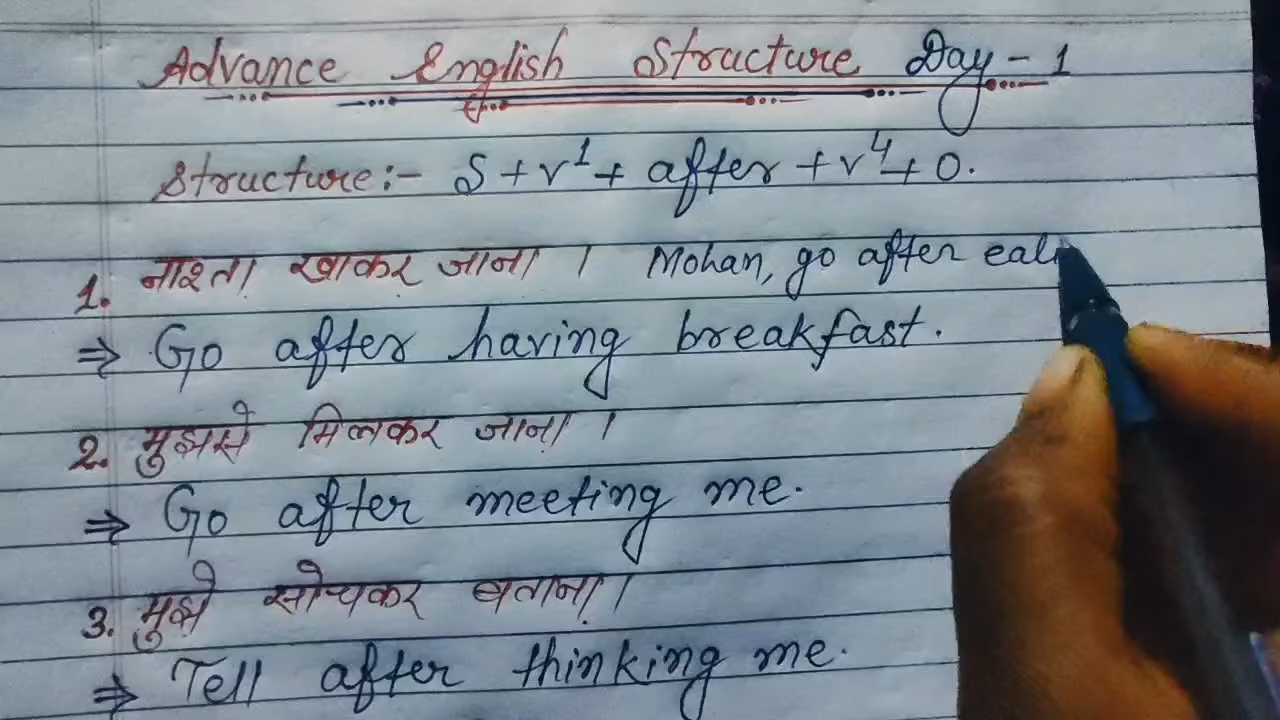 Advance English Structure Day - 1
Structure:- S + v¹ + after + v⁴ + O.
1. नाश्ता खाकर जाना । Mohan, go after
⇒ Go after having breakfast.
2. मुझसे मिलकर जाना ।
⇒ Go after meeting me.
3. मुझे सोचकर बताना ।
⇒ Tell after thinking me.